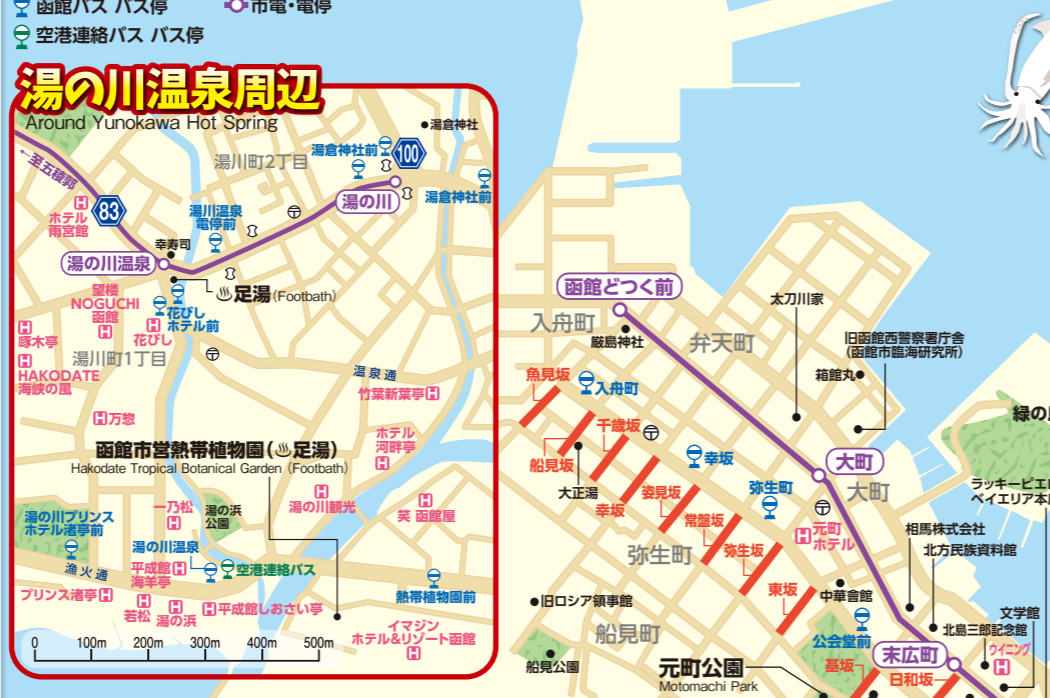 函館バス バス停
市電・電停
空港連絡バス バス停
湯の川温泉周辺
Around Yunokawa Hot Spring
湯倉神社
湯川町2丁目
湯倉神社前
100
湯の川
湯倉神社前
←至五稜郭
ホテル
雨宮館
83
湯川温泉
電停前
幸寿司
湯の川温泉
足湯(Footbath)
望楼
NOGUCHI
函館
花びし
ホテル前
花びし
啄木亭
湯川町1丁目
HAKODATE
海峡の風
温泉通
竹葉新葉亭
万惣
ホテル
河畔亭
函館市営熱帯植物園(足湯)
Hakodate Tropical Botanical Garden (Footbath)
湯の川観光
笑 函館屋
一乃松
湯の浜
公園
湯の川プリンス
ホテル渚亭前
湯の川温泉
漁火通
平成館
海羊亭
空港連絡バス
熱帯植物園前
プリンス渚亭
若松
湯の浜
平成館しおさい亭
イマジン
ホテル&リゾート函館
0 100m 200m 300m 400m 500m
函館どつく前
入舟町
厳島神社
弁天町
太刀川家
旧函館西警察署庁舎
(函館市臨海研究所)
箱館丸
魚見坂
入舟町
千歳坂
船見坂
大正湯
幸坂
幸坂
姿見坂
常盤坂
弥生町
弥生坂
弥生町
大町
大町
元町
ホテル
東坂
中華會館
相馬株式会社
北方民族資料館
緑の
ラッキーピエ
ベイエリア本
旧ロシア領事館
船見町
船見公園
公会堂前
文学館
北島三郎記念館
末広町
ウイニング
元町公園
Motomachi Park
基坂
日和坂